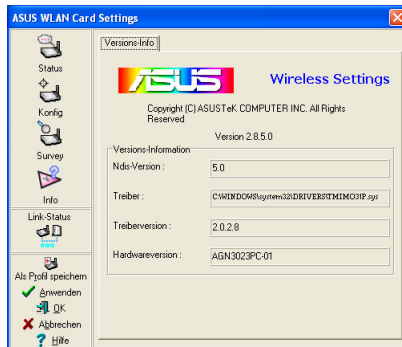 ASUS WLAN Card Settings
Status
Konfig
Survey
Info
Link-Status
Als Profil speichern
Anwenden
OK
Abbrechen
Hilfe
Versions-Info
ASUS
Wireless Settings
Copyright (C) ASUSTeK COMPUTER INC. All Rights
Reserved
Version 2.8.5.0
Versions-Information
Ndis-Version : 5.0
Treiber : C:\WINDOWS\system32\DRIVERS\TMIMO3IP.sys
Treiberversion : 2.0.2.8
Hardwareversion : AGN3023PC-01